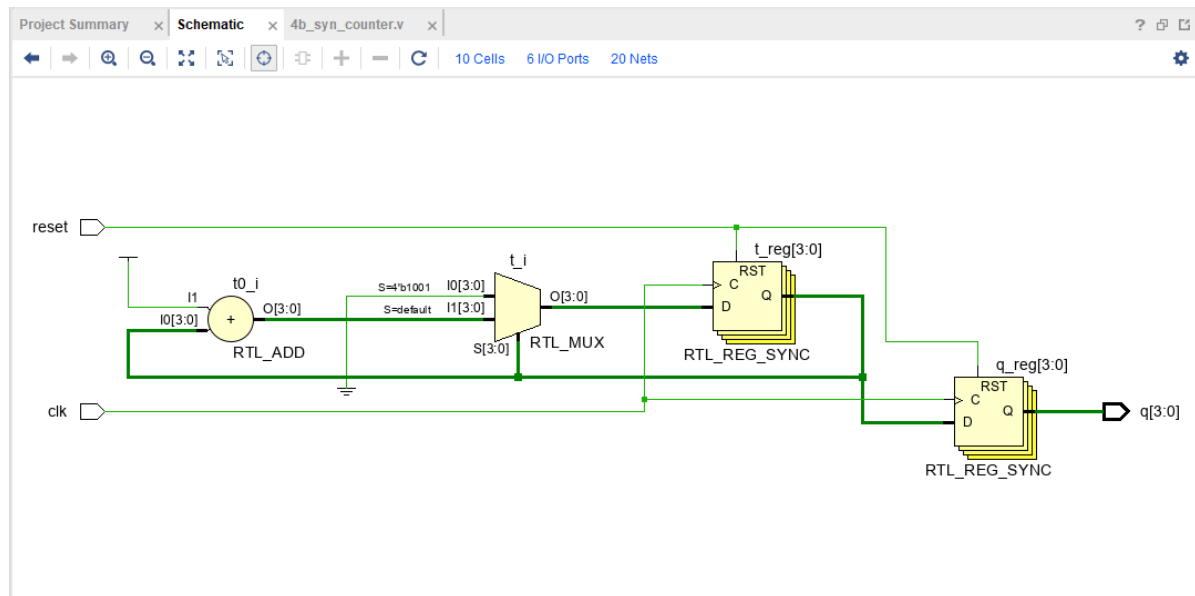 Project Summary
Schematic
4b_syn_counter.v
10 Cells
6 I/O Ports
20 Nets
reset
t_reg[3:0]
t_i
RST
t0_i
S=4'b1001
I0[3:0]
C
Q
I1
O[3:0]
O[3:0]
I0[3:0]
+
S=default
I1[3:0]
D
RTL_ADD
S[3:0]
RTL_MUX
RTL_REG_SYNC
q_reg[3:0]
RST
clk
C
Q
q[3:0]
D
RTL_REG_SYNC